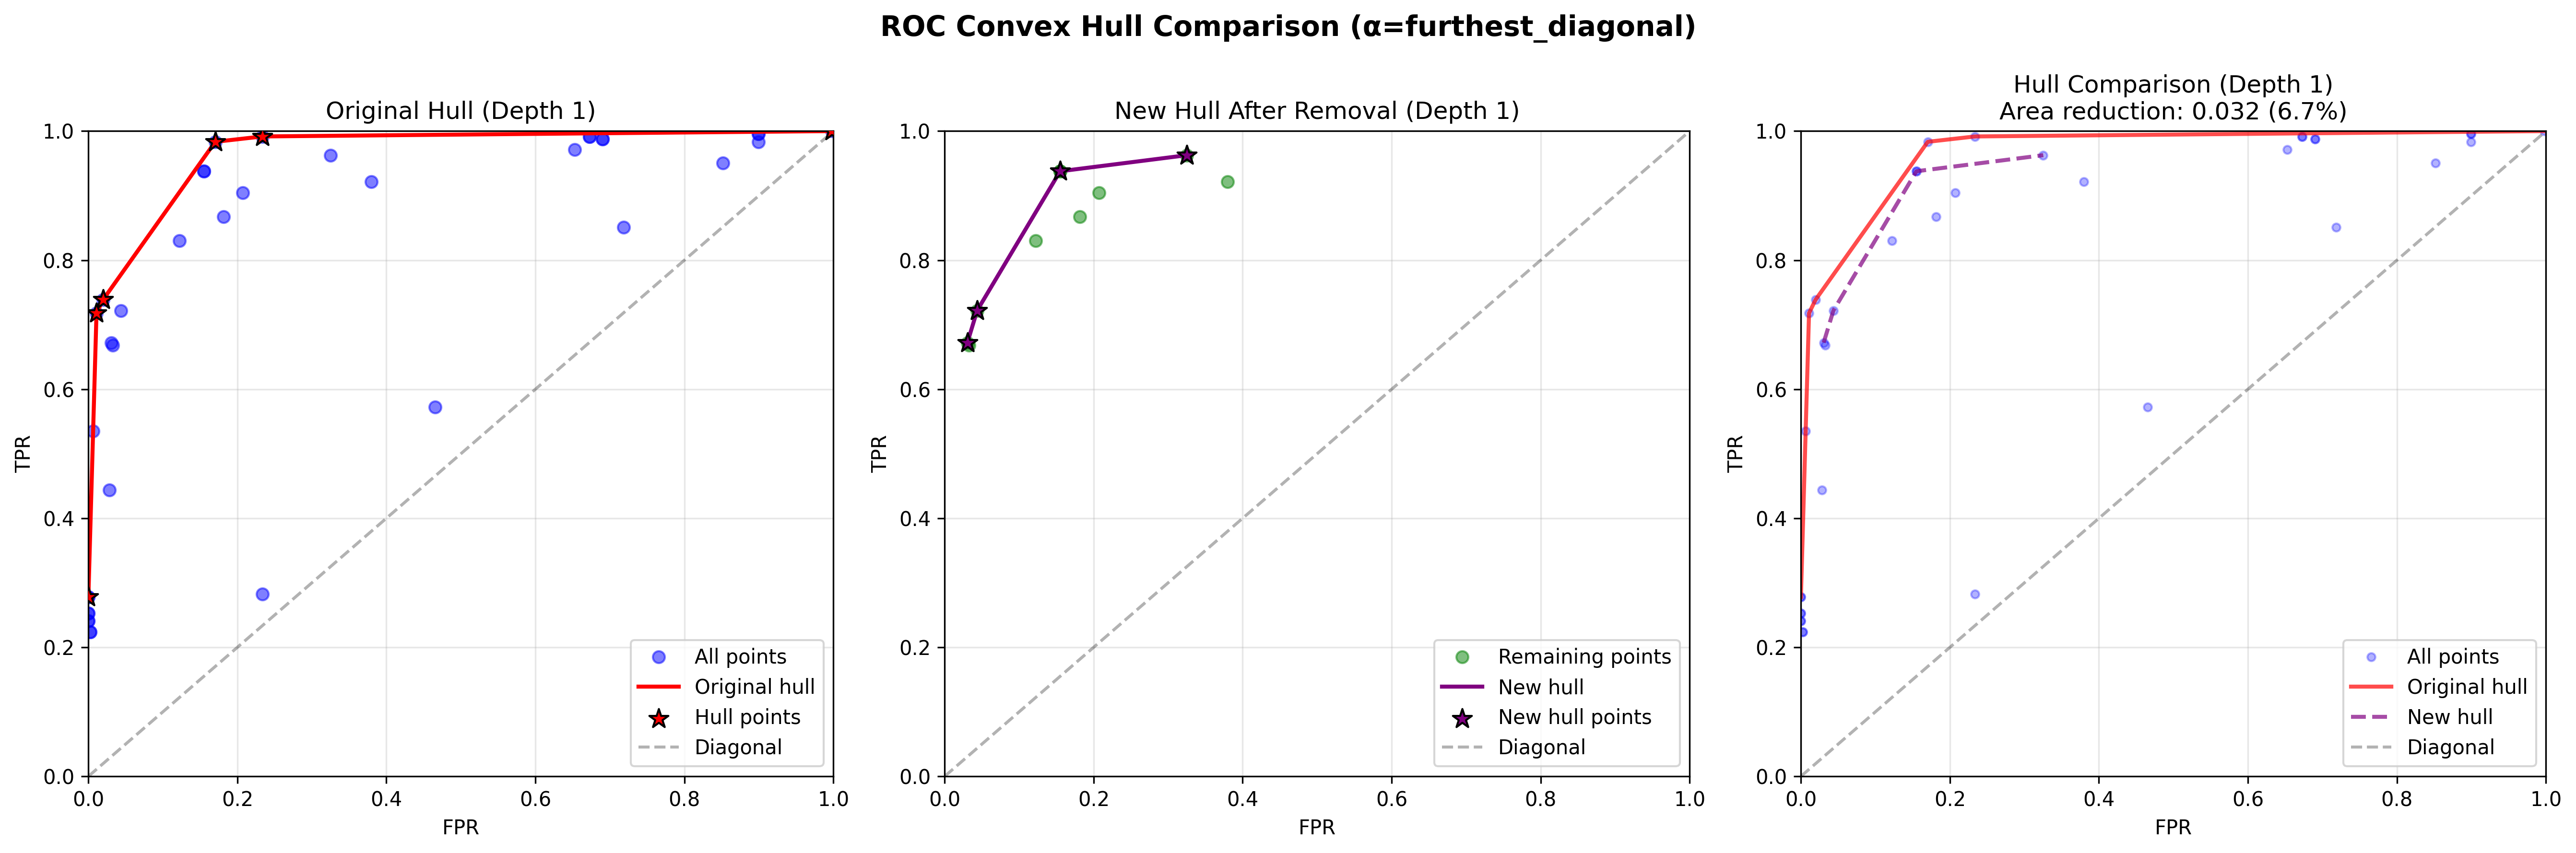 ROC Convex Hull Comparison (α=furthest_diagonal)
Original Hull (Depth 1)
1.0
0.8
0.6
0.4
0.2
0.0
TPR
0.0 0.2 0.4 0.6 0.8 1.0
FPR
All points
Original hull
Hull points
Diagonal
New Hull After Removal (Depth 1)
1.0
0.8
0.6
0.4
0.2
0.0
TPR
0.0 0.2 0.4 0.6 0.8 1.0
FPR
Remaining points
New hull
New hull points
Diagonal
Hull Comparison (Depth 1)
Area reduction: 0.032 (6.7%)
1.0
0.8
0.6
0.4
0.2
0.0
TPR
0.0 0.2 0.4 0.6 0.8 1.0
FPR
All points
Original hull
New hull
Diagonal